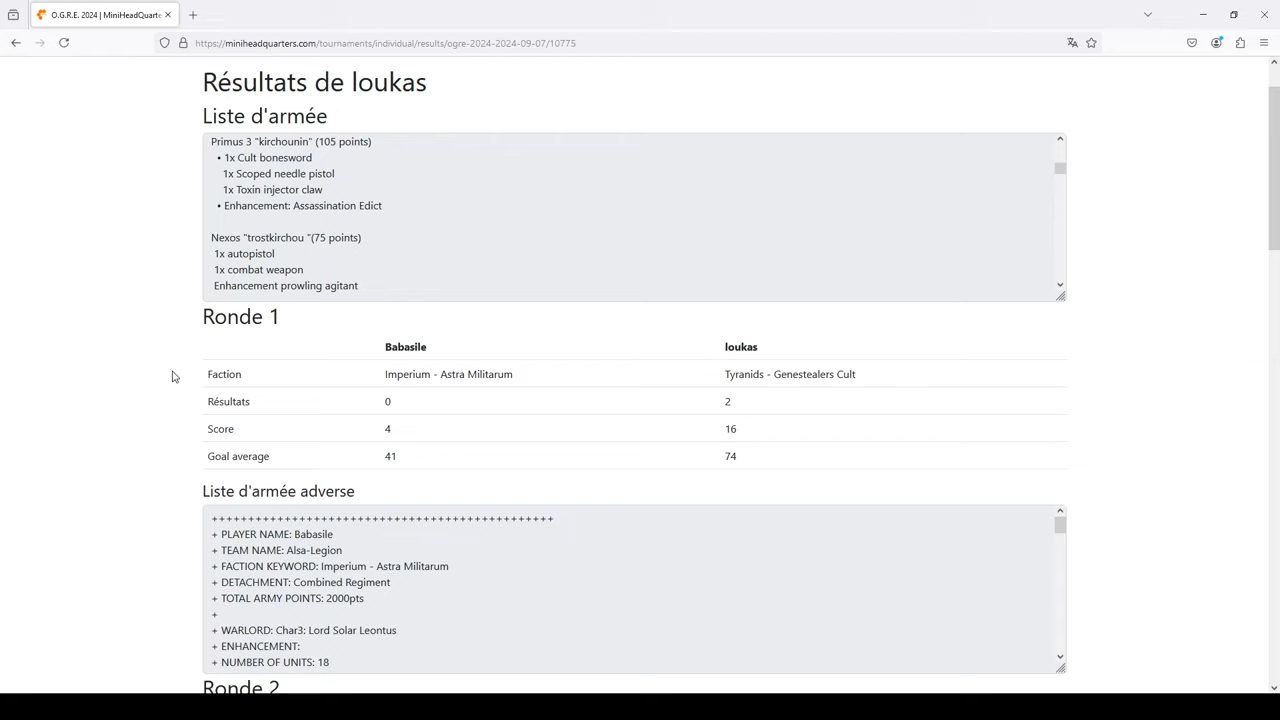 O.G.R.E. 2024 | MiniHeadQuarte
https://miniheadquarters.com/tournaments/individual/results/ogre-2024-2024-09-07/10775
Résultats de loukas
Liste d'armée
Primus 3 "kirchounin" (105 points)
• 1x Cult bonesword
1x Scoped needle pistol
1x Toxin injector claw
• Enhancement: Assassination Edict
Nexos "trostkirchou "(75 points)
1x autopistol
1x combat weapon
Enhancement prowling agitant
Ronde 1
Babasile loukas
Faction Imperium - Astra Militarum Tyranids - Genestealers Cult
Résultats 0 2
Score 4 16
Goal average 41 74
Liste d'armée adverse
++++++++++++++++++++++++++++++++++++++++++++++
+ PLAYER NAME: Babasile
+ TEAM NAME: Alsa-Legion
+ FACTION KEYWORD: Imperium - Astra Militarum
+ DETACHMENT: Combined Regiment
+ TOTAL ARMY POINTS: 2000pts
+
+ WARLORD: Char3: Lord Solar Leontus
+ ENHANCEMENT:
+ NUMBER OF UNITS: 18
Ronde 2